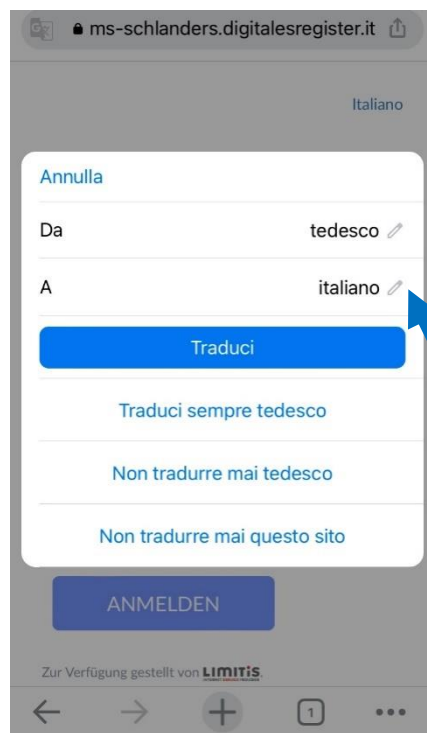 ms-schlanders.digitalesregister.it
Italiano
Annulla
Da tedesco
A italiano
Traduci
Traduci sempre tedesco
Non tradurre mai tedesco
Non tradurre mai questo sito
ANMELDEN
Zur Verfügung gestellt von LIMITIS.
1